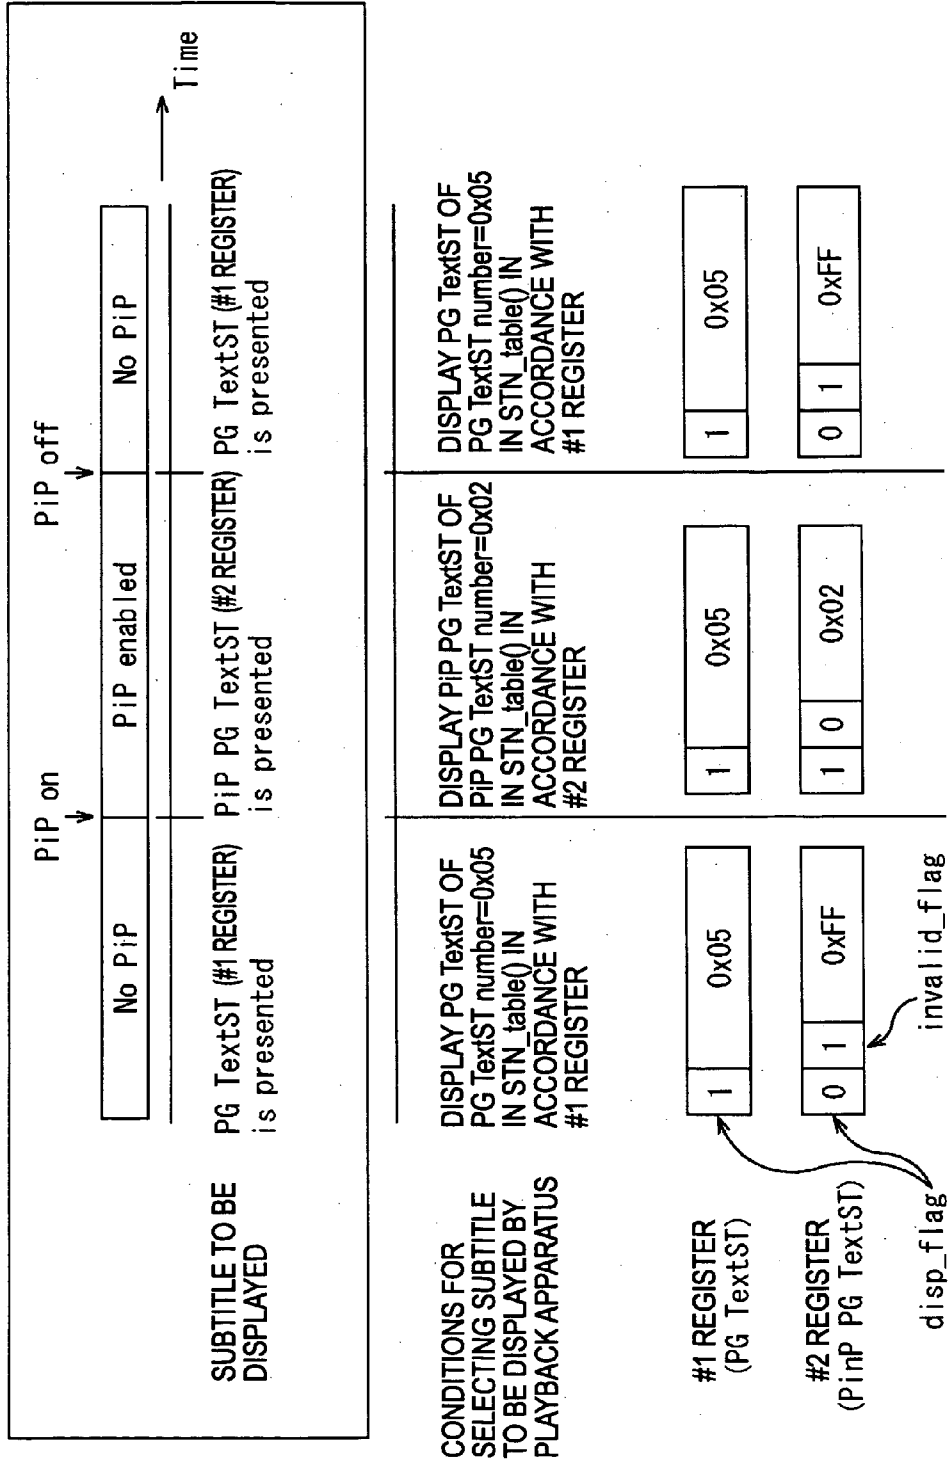 PiP on
PiP off
No PiP
PiP enabled
No PiP
Time
SUBTITLE TO BE
DISPLAYED
PG TextST (#1 REGISTER)
is presented
PiP PG TextST (#2 REGISTER)
is presented
PG TextST (#1 REGISTER)
is presented
CONDITIONS FOR
SELECTING SUBTITLE
TO BE DISPLAYED BY
PLAYBACK APPARATUS
DISPLAY PG TextST OF
PG TextST number=0x05
IN STN_table() IN
ACCORDANCE WITH
#1 REGISTER
DISPLAY PiP PG TextST OF
PiP PG TextST number=0x02
IN STN_table() IN
ACCORDANCE WITH
#2 REGISTER
DISPLAY PG TextST OF
PG TextST number=0x05
IN STN_table() IN
ACCORDANCE WITH
#1 REGISTER
#1 REGISTER
(PG TextST)
1 0x05
1 0x05
1 0x05
#2 REGISTER
(PinP PG TextST)
0 1 0xFF
1 0 0x02
0 1 0xFF
disp_flag
invalid_flag